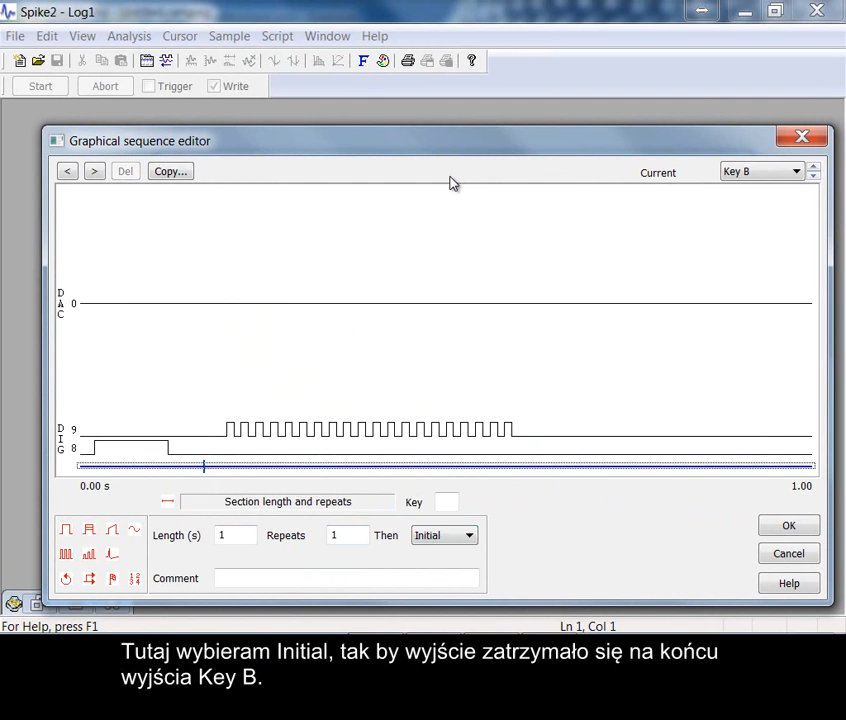 Spike2 - Log1
File Edit View Analysis Cursor Sample Script Window Help
Start Abort Trigger Write
Graphical sequence editor
< > Del Copy... Current Key B
D
A 0
C
D 9
I
G 8
0.00 s 1.00
Section length and repeats Key
Length (s) 1 Repeats 1 Then Initial
Comment
OK
Cancel
Help
For Help, press F1 Ln 1, Col 1
Tutaj wybieram Initial, tak by wyjście zatrzymało się na końcu
wyjścia Key B.